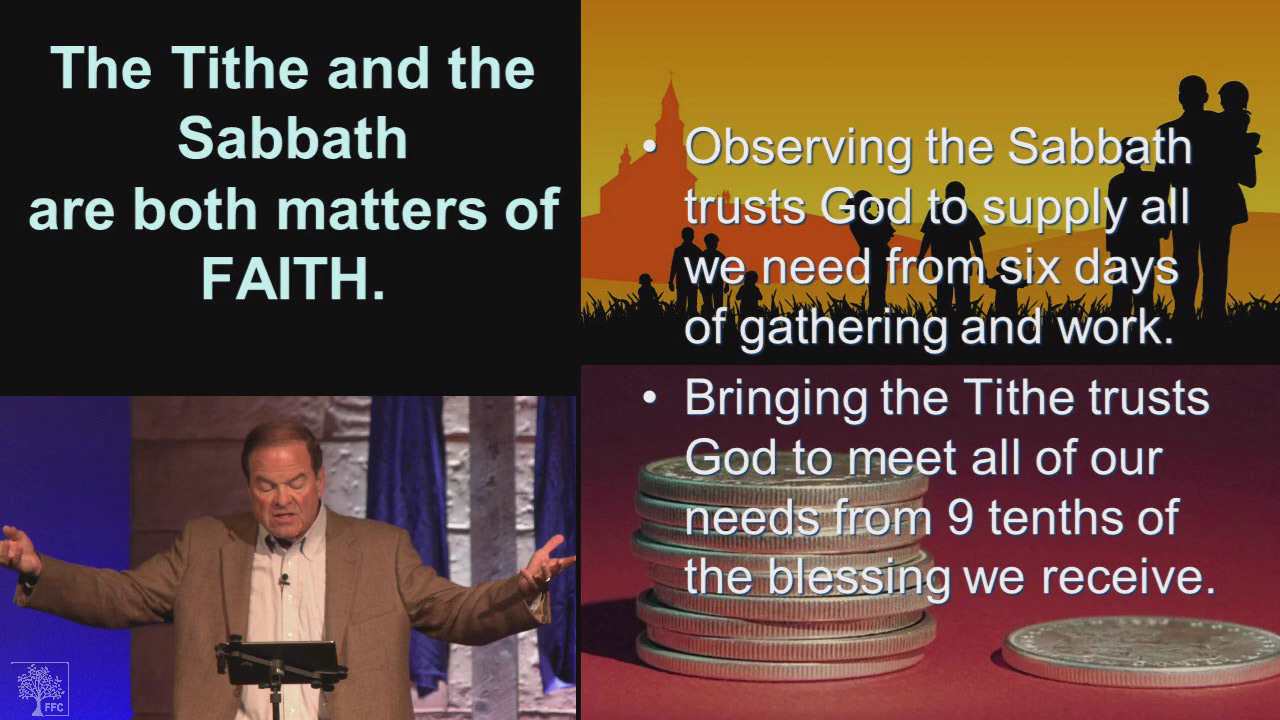 The Tithe and the
Sabbath
are both matters of
FAITH.
• Observing the Sabbath
trusts God to supply all
we need from six days
of gathering and work.
• Bringing the Tithe trusts
God to meet all of our
needs from 9 tenths of
the blessing we receive.
FFC